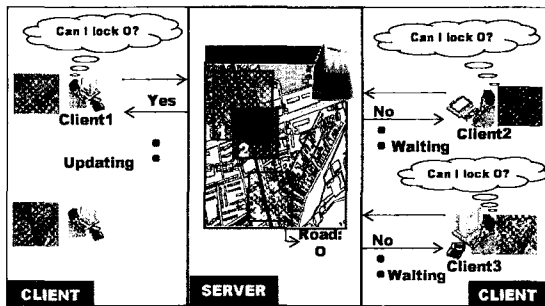 Can I lock O?
Yes
Client1
Updating
CLIENT
1
2
Road:
O
SERVER
Can I lock O?
No
Client2
Waiting
Can I lock O?
No
Client3
Waiting
CLIENT